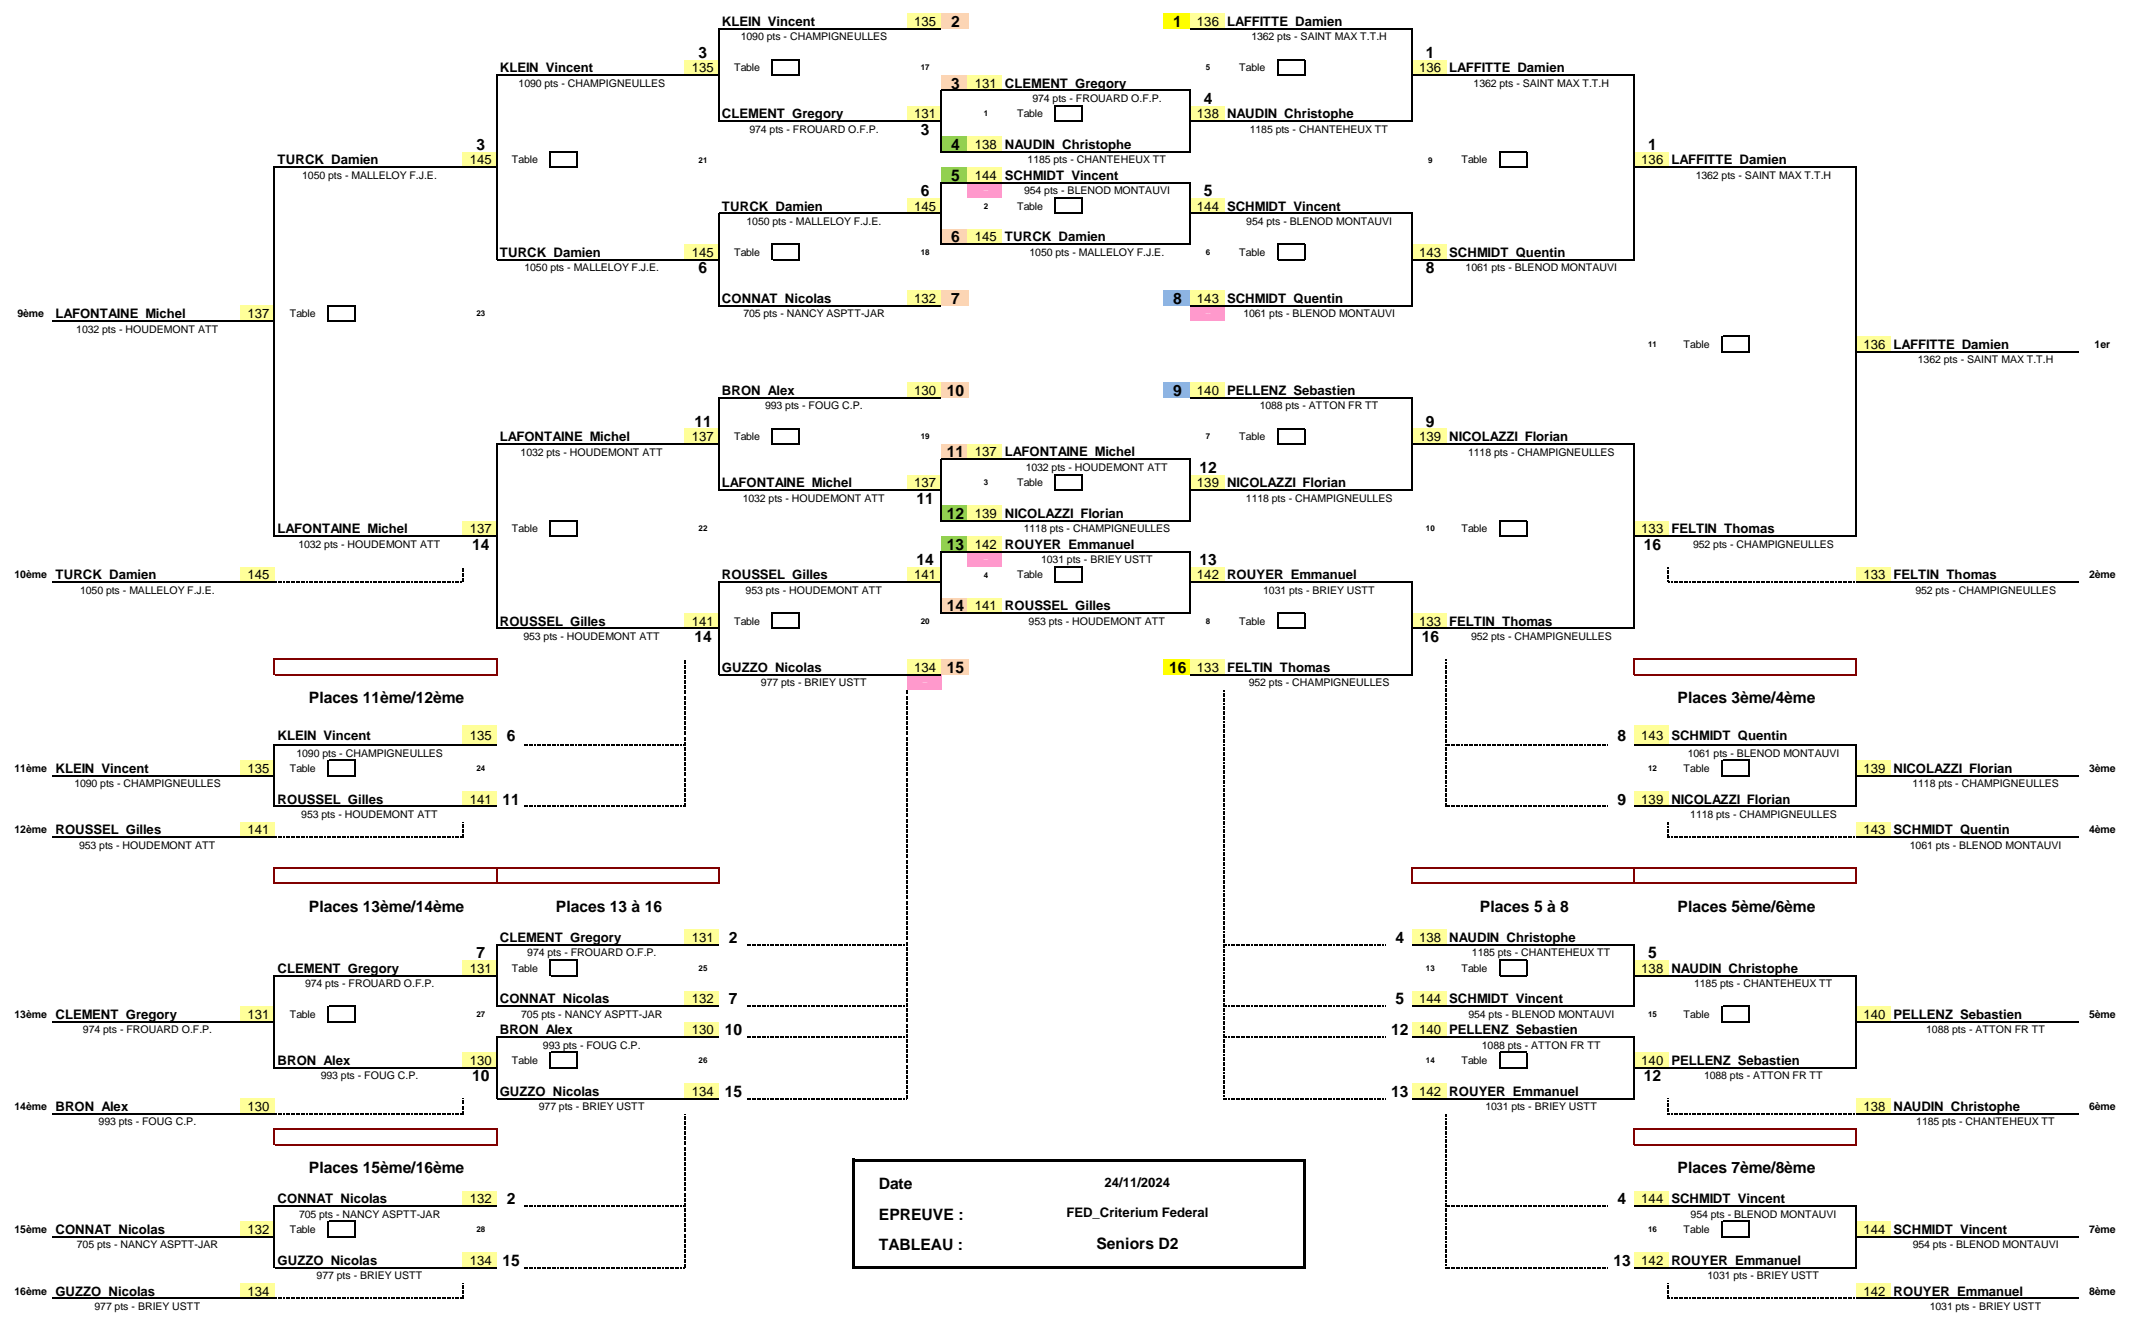 KLEIN Vincent 135 2 1 136 LAFFITTE Damien
1090 pts - CHAMPIGNEULLES 1362 pts - SAINT MAX T.T.H
3 1
KLEIN Vincent 135 Table 17 5 Table 136 LAFFITTE Damien
1090 pts - CHAMPIGNEULLES 3 131 CLEMENT Gregory 1362 pts - SAINT MAX T.T.H
974 pts - FROUARD O.F.P. 4
CLEMENT Gregory 131 1 Table 138 NAUDIN Christophe
974 pts - FROUARD O.F.P. 3 1185 pts - CHANTEHEUX TT
3 4 138 NAUDIN Christophe 1
TURCK Damien 145 Table 21 1185 pts - CHANTEHEUX TT 9 Table 136 LAFFITTE Damien
1050 pts - MALLELOY F.J.E. 5 144 SCHMIDT Vincent 1362 pts - SAINT MAX T.T.H
6 954 pts - BLENOD MONTAUVI 5
TURCK Damien 145 2 Table 144 SCHMIDT Vincent
1050 pts - MALLELOY F.J.E. 954 pts - BLENOD MONTAUVI
6 145 TURCK Damien
TURCK Damien 145 Table 18 1050 pts - MALLELOY F.J.E. 6 Table 143 SCHMIDT Quentin
1050 pts - MALLELOY F.J.E. 6 8 1061 pts - BLENOD MONTAUVI
CONNAT Nicolas 132 7 8 143 SCHMIDT Quentin
9ème LAFONTAINE Michel 137 Table 23 705 pts - NANCY ASPTT-JAR 1061 pts - BLENOD MONTAUVI
1032 pts - HOUDEMONT ATT
11 Table 136 LAFFITTE Damien 1er
1362 pts - SAINT MAX T.T.H
BRON Alex 130 10 9 140 PELLENZ Sebastien
993 pts - FOUG C.P. 1088 pts - ATTON FR TT
11 9
LAFONTAINE Michel 137 Table 19 7 Table 139 NICOLAZZI Florian
1032 pts - HOUDEMONT ATT 11 137 LAFONTAINE Michel 1118 pts - CHAMPIGNEULLES
1032 pts - HOUDEMONT ATT 12
LAFONTAINE Michel 137 3 Table 139 NICOLAZZI Florian
1032 pts - HOUDEMONT ATT 11 1118 pts - CHAMPIGNEULLES
12 139 NICOLAZZI Florian
LAFONTAINE Michel 137 Table 22 1118 pts - CHAMPIGNEULLES 10 Table 133 FELTIN Thomas
1032 pts - HOUDEMONT ATT 14 13 142 ROUYER Emmanuel 16 952 pts - CHAMPIGNEULLES
14 1031 pts - BRIEY USTT 13
10ème TURCK Damien 145 ROUSSEL Gilles 141 4 Table 142 ROUYER Emmanuel 133 FELTIN Thomas 2ème
1050 pts - MALLELOY F.J.E. 953 pts - HOUDEMONT ATT 1031 pts - BRIEY USTT 952 pts - CHAMPIGNEULLES
14 141 ROUSSEL Gilles
ROUSSEL Gilles 141 Table 20 953 pts - HOUDEMONT ATT 8 Table 133 FELTIN Thomas
953 pts - HOUDEMONT ATT 14 16 952 pts - CHAMPIGNEULLES
GUZZO Nicolas 134 15 16 133 FELTIN Thomas
977 pts - BRIEY USTT 952 pts - CHAMPIGNEULLES
Places 11ème/12ème Places 3ème/4ème
KLEIN Vincent 135 6 8 143 SCHMIDT Quentin
1090 pts - CHAMPIGNEULLES 1061 pts - BLENOD MONTAUVI
11ème KLEIN Vincent 135 Table 24 12 Table 139 NICOLAZZI Florian 3ème
1090 pts - CHAMPIGNEULLES 1118 pts - CHAMPIGNEULLES
ROUSSEL Gilles 141 11 9 139 NICOLAZZI Florian
953 pts - HOUDEMONT ATT 1118 pts - CHAMPIGNEULLES
12ème ROUSSEL Gilles 141 143 SCHMIDT Quentin 4ème
953 pts - HOUDEMONT ATT 1061 pts - BLENOD MONTAUVI
Places 13ème/14ème Places 13 à 16 Places 5 à 8 Places 5ème/6ème
CLEMENT Gregory 131 2 4 138 NAUDIN Christophe
7 974 pts - FROUARD O.F.P. 1185 pts - CHANTEHEUX TT 5
CLEMENT Gregory 131 Table 25 13 Table 138 NAUDIN Christophe
974 pts - FROUARD O.F.P. 1185 pts - CHANTEHEUX TT
CONNAT Nicolas 132 7 5 144 SCHMIDT Vincent
13ème CLEMENT Gregory 131 Table 27 705 pts - NANCY ASPTT-JAR 954 pts - BLENOD MONTAUVI 15 Table 140 PELLENZ Sebastien 5ème
974 pts - FROUARD O.F.P. BRON Alex 130 10 12 140 PELLENZ Sebastien 1088 pts - ATTON FR TT
993 pts - FOUG C.P. 1088 pts - ATTON FR TT
BRON Alex 130 Table 26 14 Table 140 PELLENZ Sebastien
993 pts - FOUG C.P. 10 12 1088 pts - ATTON FR TT
GUZZO Nicolas 134 15 13 142 ROUYER Emmanuel
14ème BRON Alex 130 977 pts - BRIEY USTT 1031 pts - BRIEY USTT 138 NAUDIN Christophe 6ème
993 pts - FOUG C.P. 1185 pts - CHANTEHEUX TT
Places 15ème/16ème Places 7ème/8ème
Date 24/11/2024
CONNAT Nicolas 132 2 4 144 SCHMIDT Vincent
705 pts - NANCY ASPTT-JAR EPREUVE : FED_Criterium Federal 954 pts - BLENOD MONTAUVI
15ème CONNAT Nicolas 132 Table 28 16 Table 144 SCHMIDT Vincent 7ème
705 pts - NANCY ASPTT-JAR TABLEAU : Seniors D2 954 pts - BLENOD MONTAUVI
GUZZO Nicolas 134 15 13 142 ROUYER Emmanuel
977 pts - BRIEY USTT 1031 pts - BRIEY USTT
16ème GUZZO Nicolas 134 142 ROUYER Emmanuel 8ème
977 pts - BRIEY USTT 1031 pts - BRIEY USTT